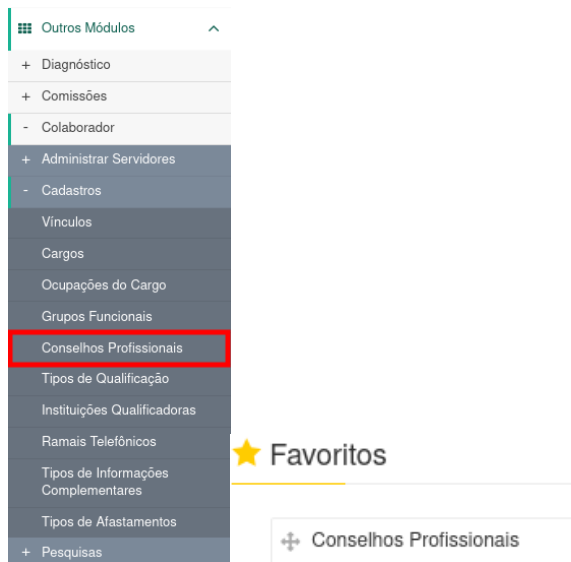 Outros Módulos
+ Diagnóstico
+ Comissões
- Colaborador
+ Administrar Servidores
- Cadastros
Vínculos
Cargos
Ocupações do Cargo
Grupos Funcionais
Conselhos Profissionais
Tipos de Qualificação
Instituições Qualificadoras
Ramais Telefônicos
Tipos de Informações
Complementares
Tipos de Afastamentos
+ Pesquisas
Favoritos
Conselhos Profissionais